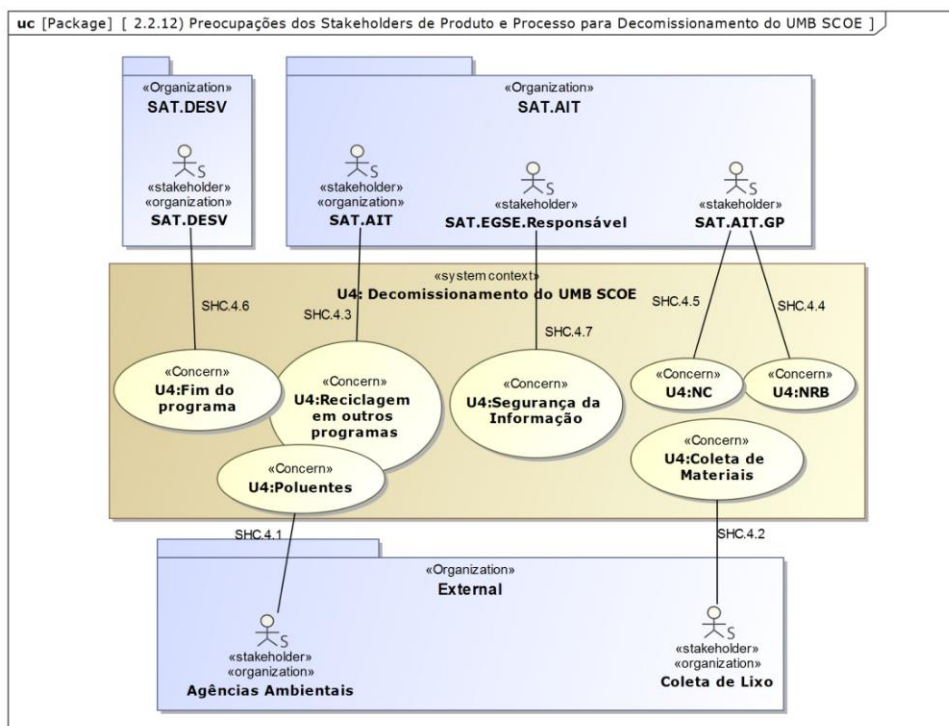 uc [Package] [ 2.2.12) Preocupações dos Stakeholders de Produto e Processo para Decomissionamento do UMB SCOE ]
«Organization»
SAT.DESV
S
«stakeholder»
«organization»
SAT.DESV
«Organization»
SAT.AIT
S
«stakeholder»
«organization»
SAT.AIT
S
«stakeholder»
SAT.EGSE.Responsável
S
«stakeholder»
SAT.AIT.GP
«system context»
U4: Decomissionamento do UMB SCOE
SHC.4.6
SHC.4.3
SHC.4.7
SHC.4.5
SHC.4.4
«Concern»
U4:Fim do
programa
«Concern»
U4:Reciclagem
em outros
programas
«Concern»
U4:Segurança da
Informação
«Concern»
U4:NC
«Concern»
U4:NRB
«Concern»
U4:Poluentes
«Concern»
U4:Coleta de
Materiais
SHC.4.1
SHC.4.2
«Organization»
External
S
«stakeholder»
«organization»
Agências Ambientais
S
«stakeholder»
«organization»
Coleta de Lixo